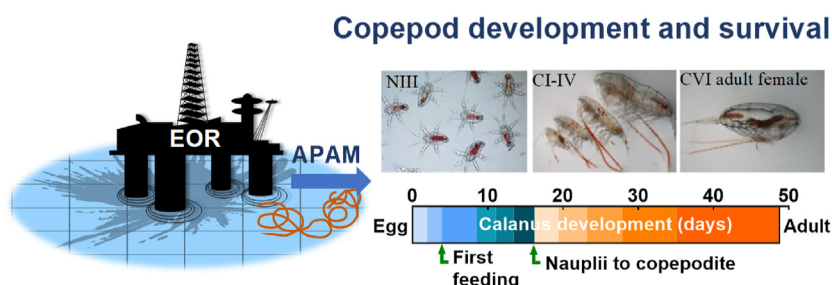 Copepod development and survival
EOR
APAM
NIII
CI-IV
CVI adult female
0 10 20 30 40 50
Egg
Calanus development (days)
Adult
First
feeding
Nauplii to copepodite